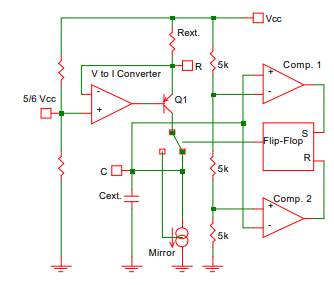 Vcc
Rext.
R
5k
Comp. 1
+
-
V to I Converter
5/6 Vcc
-
+
Q1
S
Flip-Flop
R
C
5k
Cext.
Comp. 2
+
-
5k
Mirror